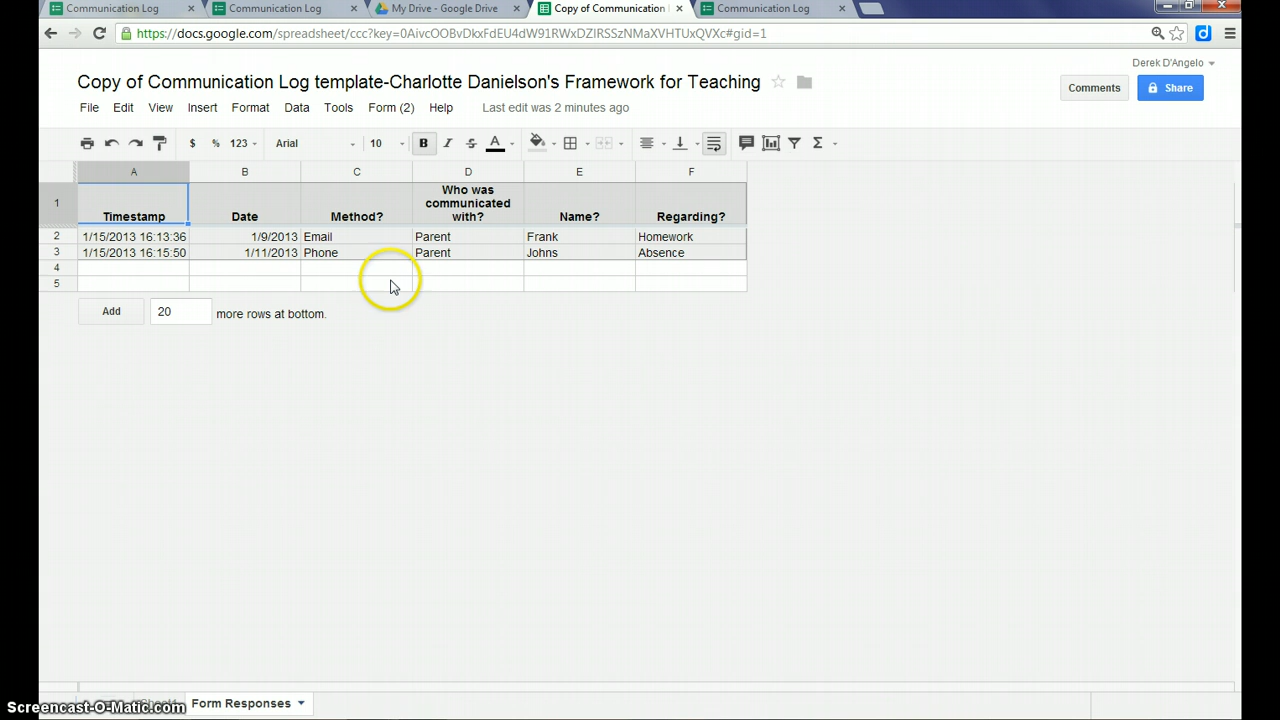 Communication Log
Communication Log
My Drive - Google Drive
Copy of Communication
Communication Log
https://docs.google.com/spreadsheet/ccc?key=0AivcOOBvDkxFdEUHdW91RWxDZIRSSzNMaXVHTUxQVXc#gid=1
Derek D'Angelo
Copy of Communication Log template-Charlotte Danielson's Framework for Teaching
Comments
Share
File Edit View Insert Format Data Tools Form (2) Help Last edit was 2 minutes ago
$ % 123 Arial 10 B I S A Σ
A B C D E F
1 Timestamp Date Method? Who was communicated with? Name? Regarding?
2 1/15/2013 16:13:36 1/9/2013 Email Parent Frank Homework
3 1/15/2013 16:15:50 1/11/2013 Phone Parent Johns Absence
4
5
Add 20 more rows at bottom.
Form Responses
Screencast-O-Matic.com